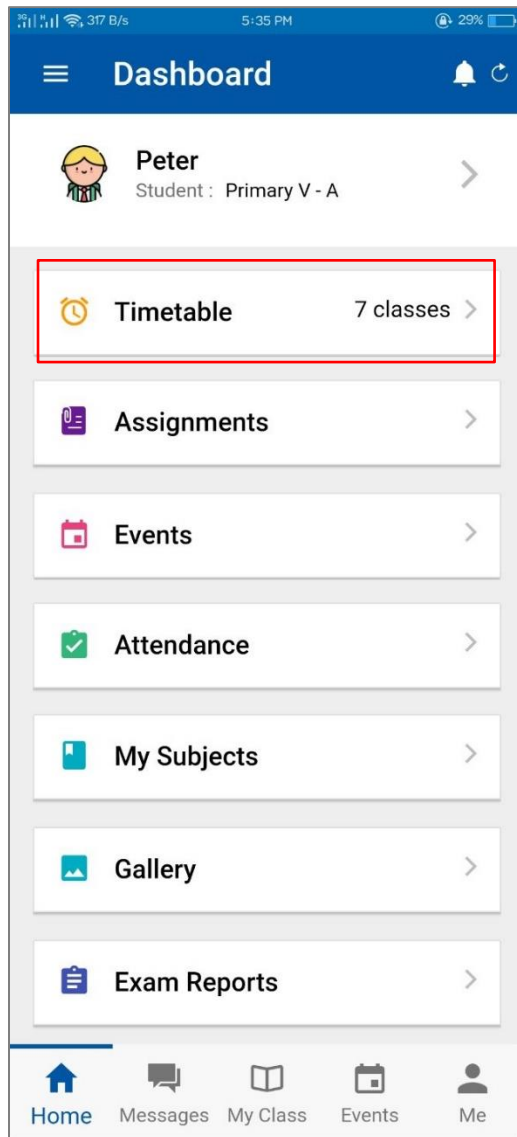 3G H 317 B/s 5:35 PM 29%
Dashboard
Peter
Student : Primary V - A
Timetable 7 classes
Assignments
Events
Attendance
My Subjects
Gallery
Exam Reports
Home Messages My Class Events Me